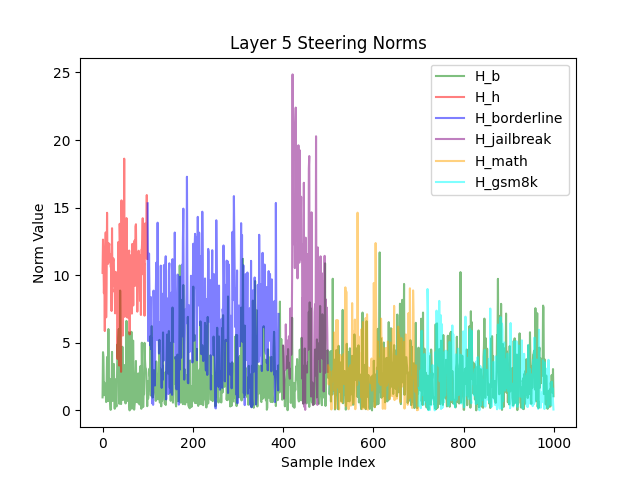 Layer 5 Steering Norms
Norm Value
25
20
15
10
5
0
H_b
H_h
H_borderline
H_jailbreak
H_math
H_gsm8k
0 200 400 600 800 1000
Sample Index